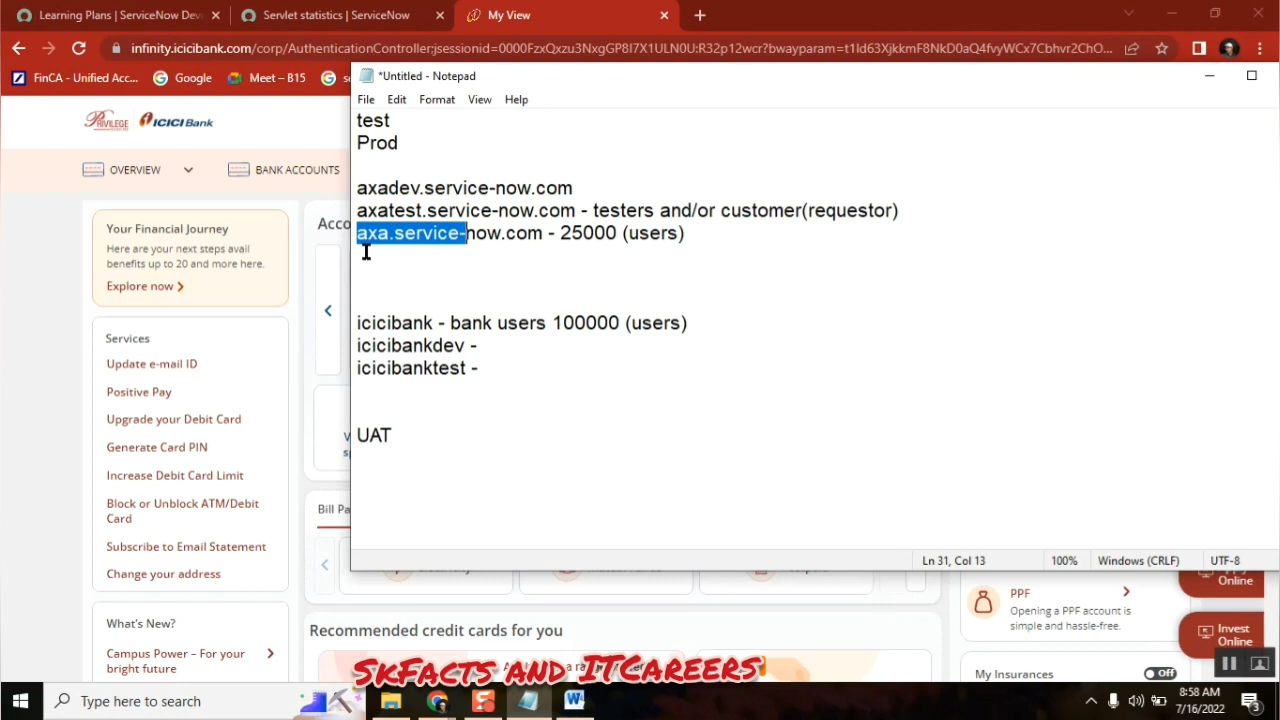 Learning Plans | ServiceNow Dev
Servlet statistics | ServiceNow
My View
infinity.icicibank.com/corp/AuthenticationController;jsessionid=0000FzxQxzu3NxgGP8I7X1ULN0U:R32p12wcr?bwayparam=t1Id63XjkkmF8NkD0aQ4fvyWCx7Cbhvr2ChO...
FinCA - Unified Acc...
Google
Meet – B15
*Untitled - Notepad
File Edit Format View Help
PRIVILEGE
ICICI Bank
OVERVIEW
BANK ACCOUNTS
test
Prod
axadev.service-now.com
axatest.service-now.com - testers and/or customer(requestor)
axa.service-now.com - 25000 (users)
icicibank - bank users 100000 (users)
icicibankdev -
icicibanktest -
UAT
Your Financial Journey
Here are your next steps avail
benefits up to 20 and more here.
Explore now
Services
Update e-mail ID
Positive Pay
Upgrade your Debit Card
Generate Card PIN
Increase Debit Card Limit
Block or Unblock ATM/Debit
Card
Subscribe to Email Statement
Change your address
What's New?
Campus Power – For your
bright future
Ln 31, Col 13
100%
Windows (CRLF)
UTF-8
Online
PPF
Opening a PPF account is
simple and hassle-free.
Invest
Online
My Insurances
Off
Recommended credit cards for you
SkFacts and ITCareers
Type here to search
8:58 AM
7/16/2022
3